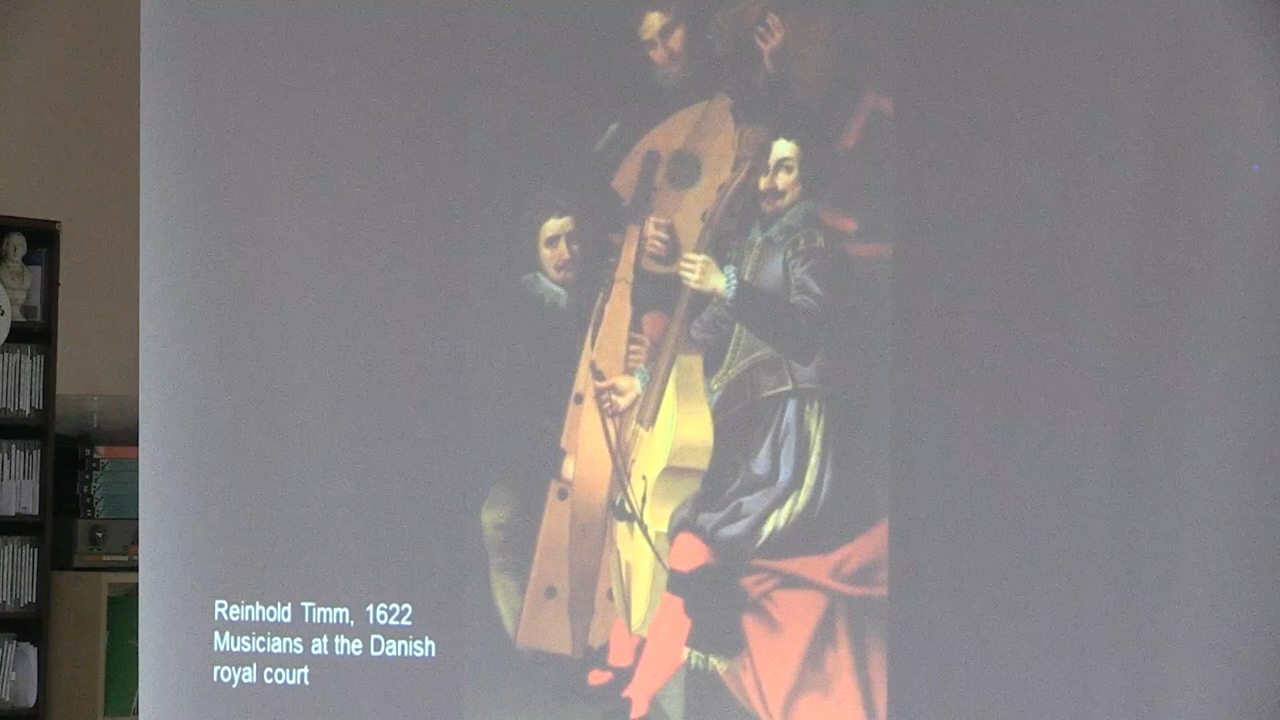 Reinhold Timm, 1622
Musicians at the Danish
royal court